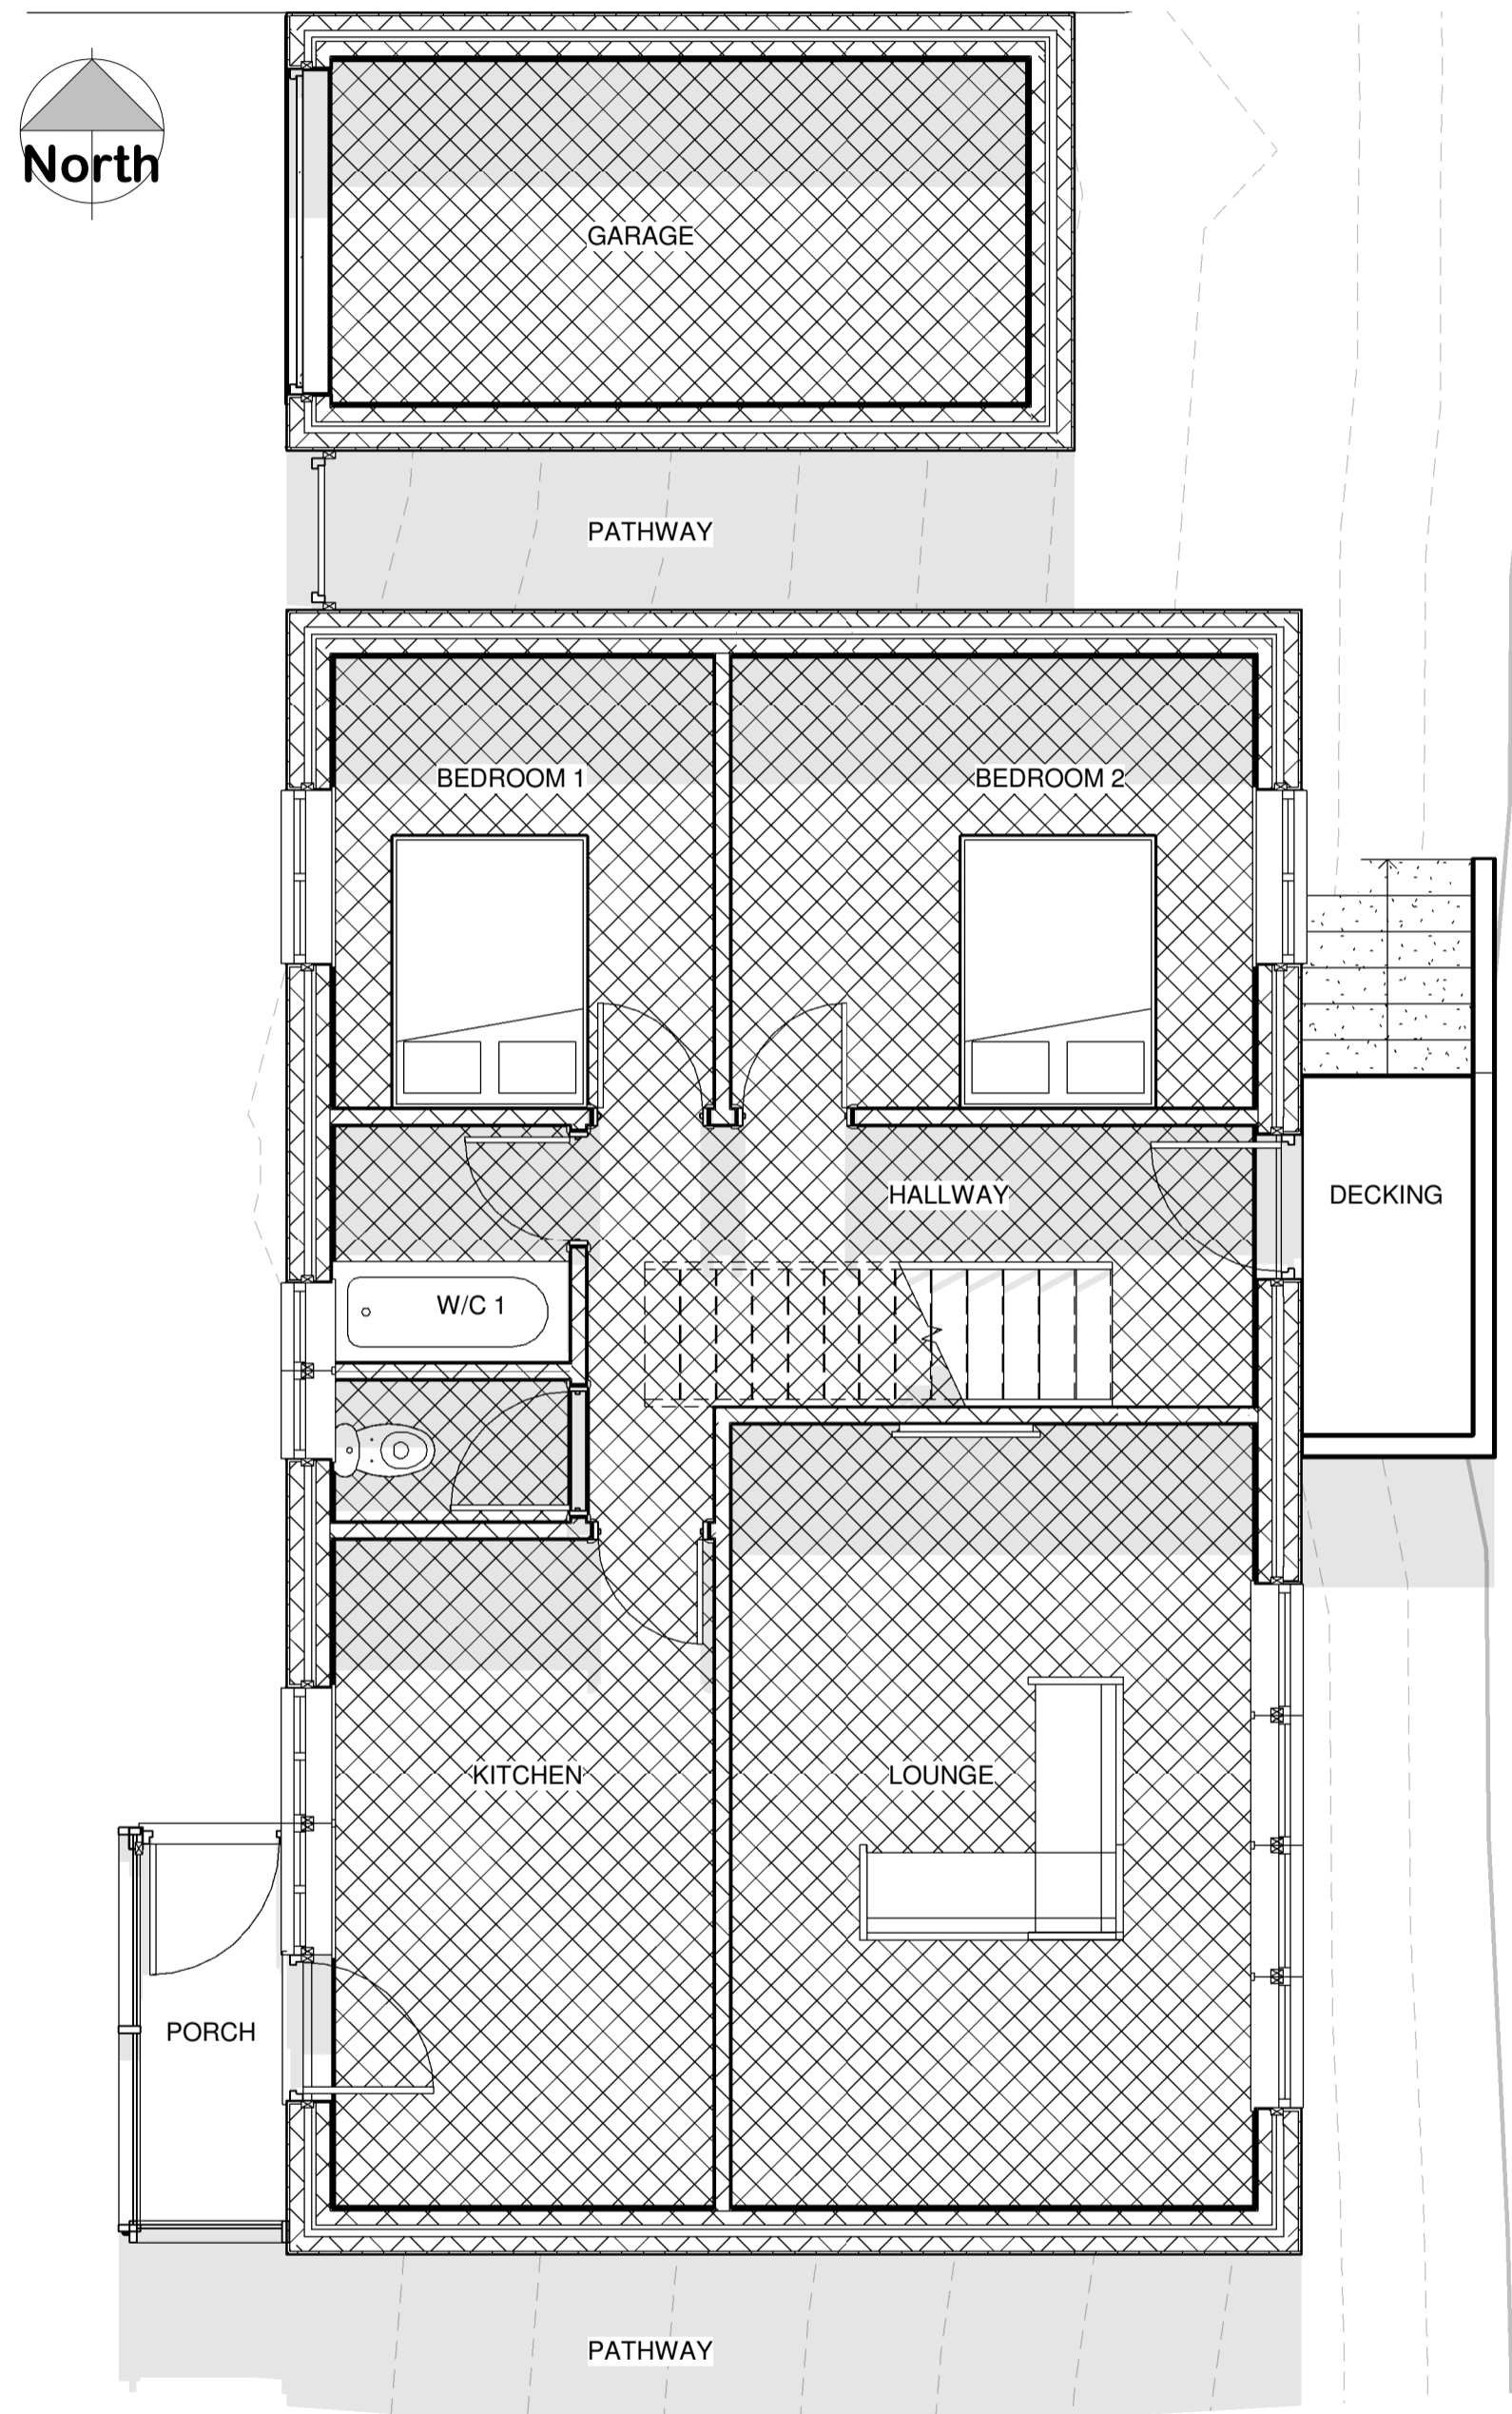 North
GARAGE
PATHWAY
BEDROOM 1
BEDROOM 2
HALLWAY
DECKING
W/C 1
KITCHEN
LOUNGE
PORCH
PATHWAY